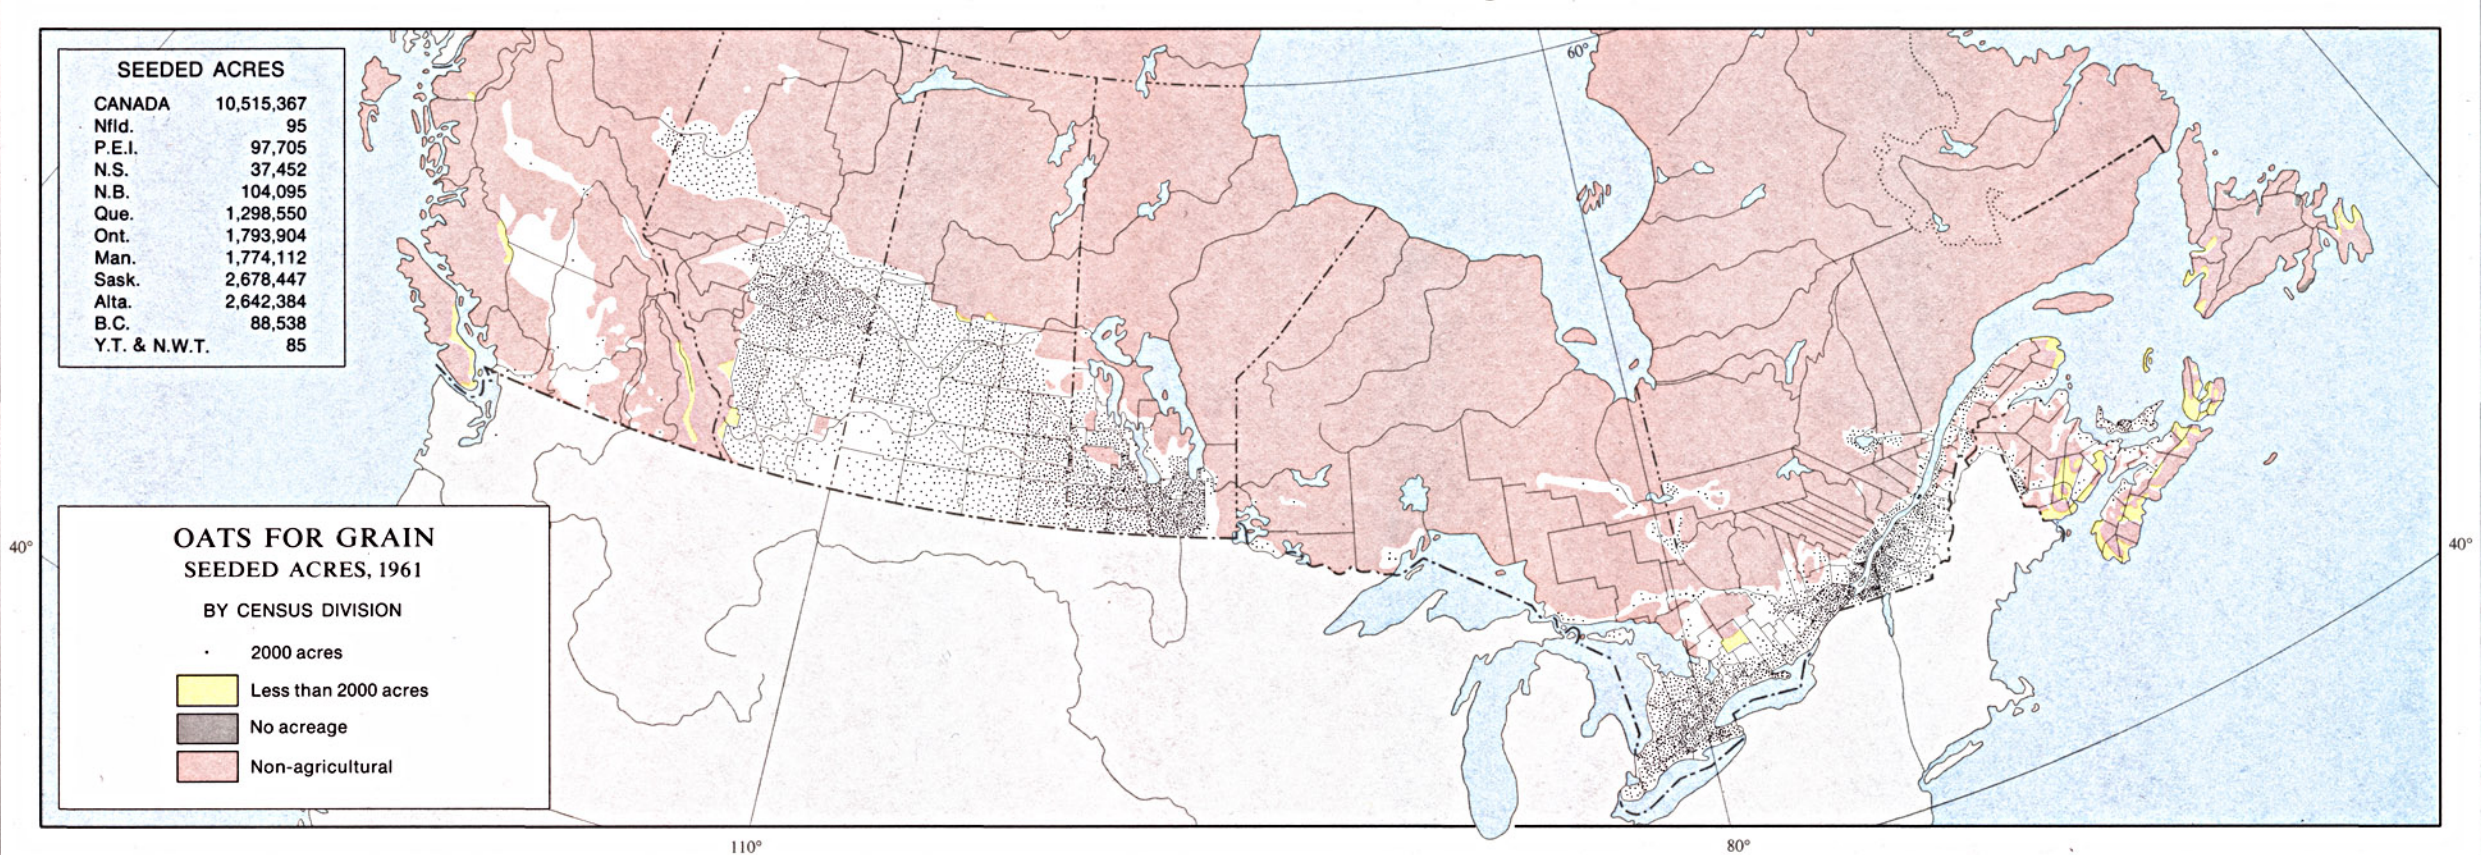 SEEDED ACRES
CANADA 10,515,367
Nfld. 95
P.E.I. 97,705
N.S. 37,452
N.B. 104,095
Que. 1,298,550
Ont. 1,793,904
Man. 1,774,112
Sask. 2,678,447
Alta. 2,642,384
B.C. 88,538
Y.T. & N.W.T. 85
60°
OATS FOR GRAIN
SEEDED ACRES, 1961
BY CENSUS DIVISION
2000 acres
Less than 2000 acres
No acreage
Non-agricultural
40°
40°
110°
80°